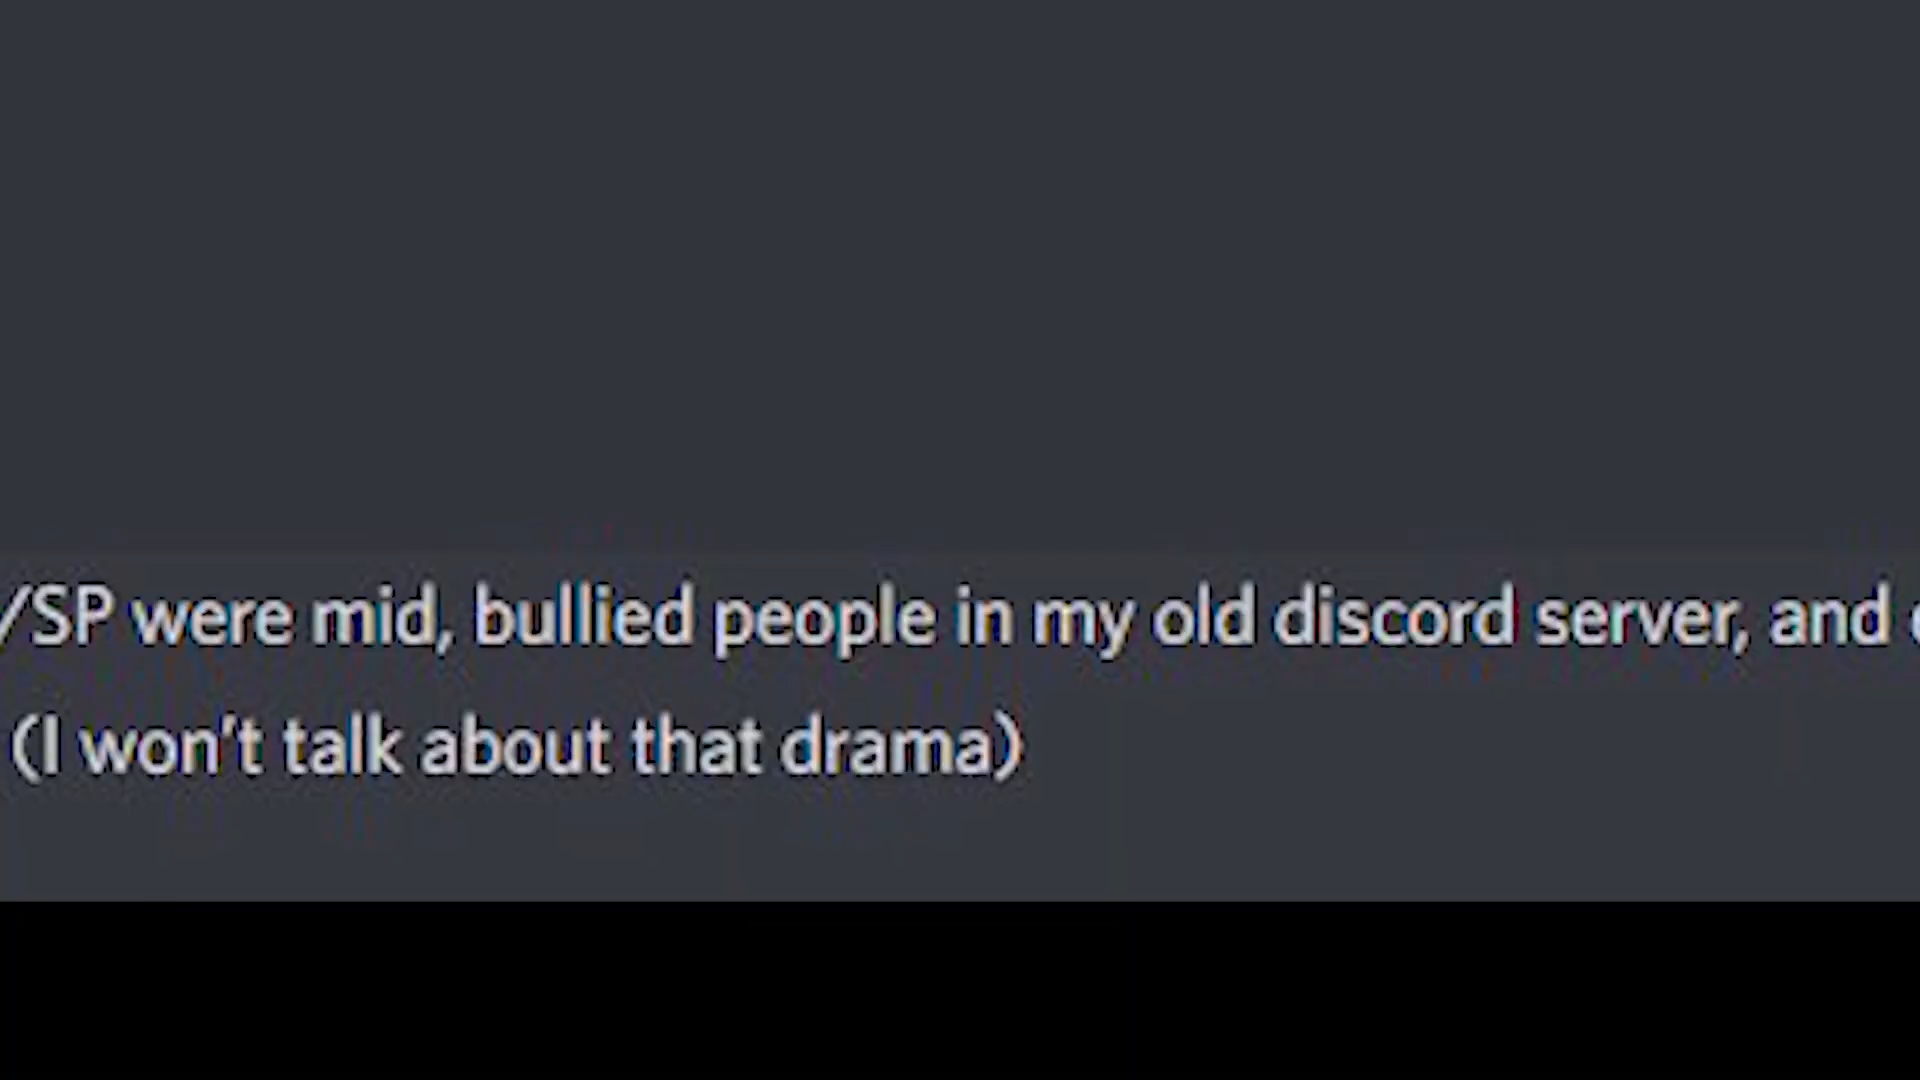 /SP were mid, bullied people in my old discord server, and
(I won't talk about that drama)